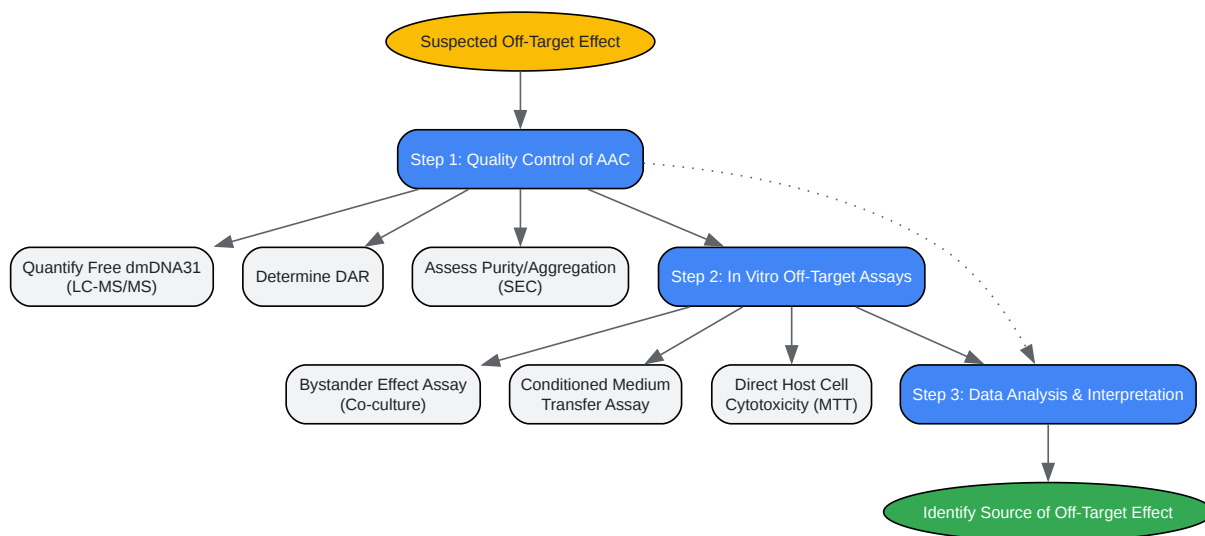 Suspected Off-Target Effect
Step 1: Quality Control of AAC
Quantify Free dmDNA31
(LC-MS/MS)
Determine DAR
Assess Purity/Aggregation
(SEC)
Step 2: In Vitro Off-Target Assays
Bystander Effect Assay
(Co-culture)
Conditioned Medium
Transfer Assay
Direct Host Cell
Cytotoxicity (MTT)
Step 3: Data Analysis & Interpretation
Identify Source of Off-Target Effect